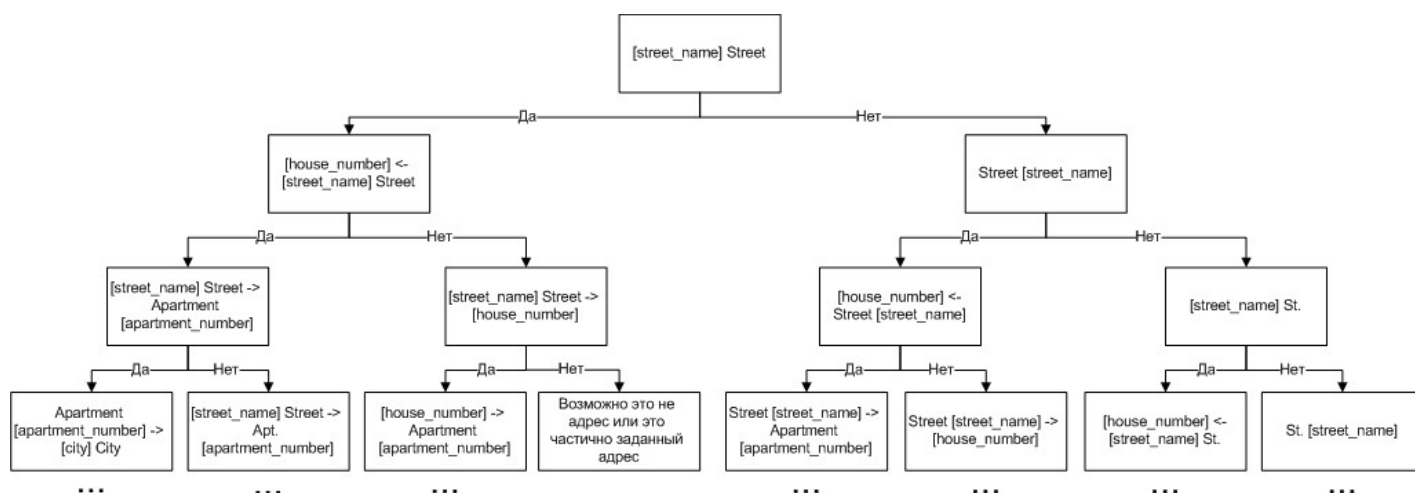 [street_name] Street
Да
Нет
[house_number] <-
[street_name] Street
Street [street_name]
Да
Нет
Да
Нет
[street_name] Street ->
Apartment
[apartment_number]
[street_name] Street ->
[house_number]
[house_number] <-
Street [street_name]
[street_name] St.
Да
Нет
Да
Нет
Да
Нет
Да
Нет
Apartment
[apartment_number] ->
[city] City
[street_name] Street ->
Apt.
[apartment_number]
[house_number] ->
Apartment
[apartment_number]
Возможно это не
адрес или это
частично заданный
адрес
Street [street_name] ->
Apartment
[apartment_number]
Street [street_name] ->
[house_number]
[house_number] <-
[street_name] St.
St. [street_name]
... ... ... ... ... ... ...